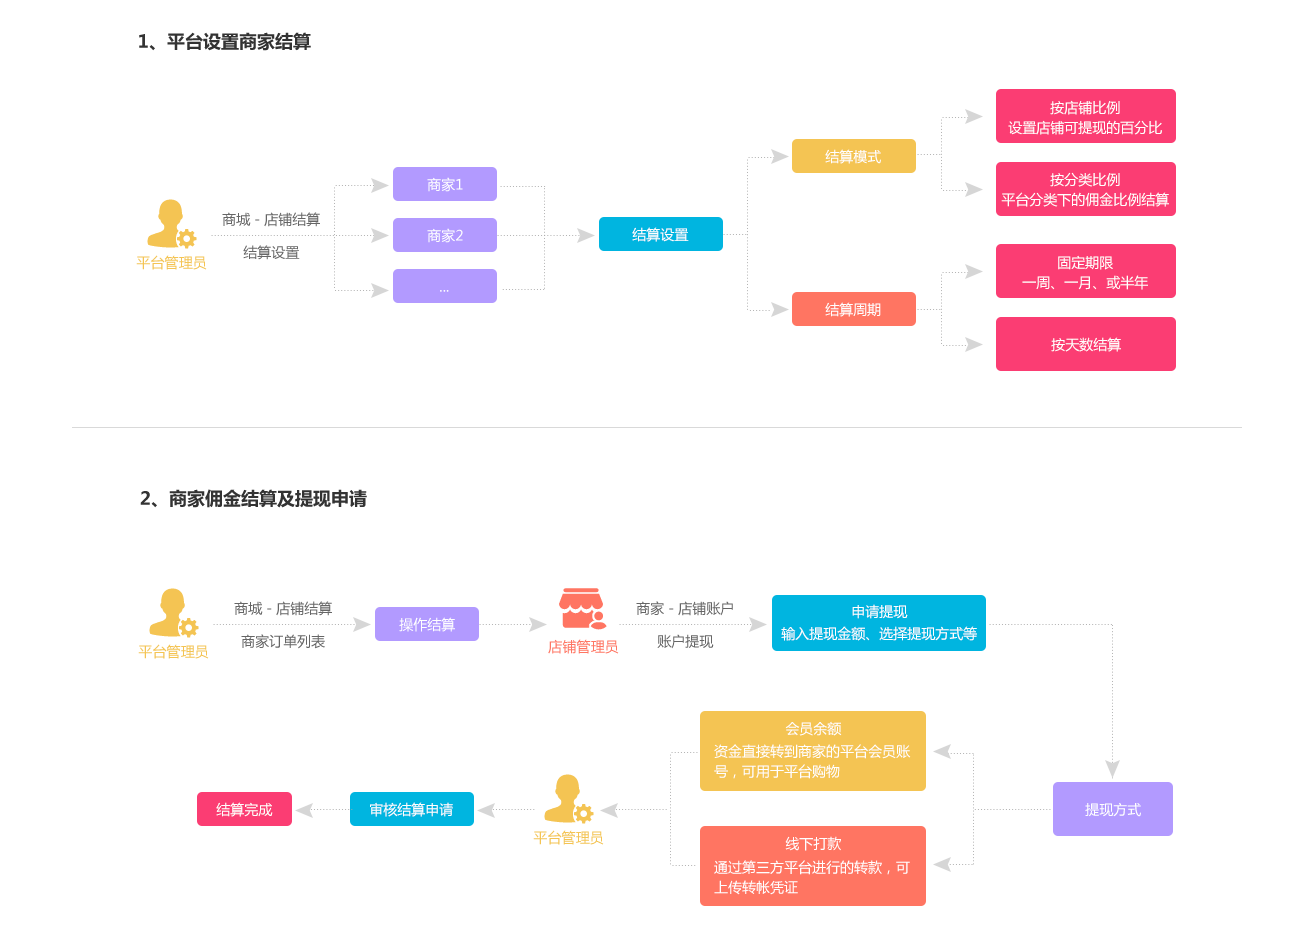 1、平台设置商家结算
按店铺比例
设置店铺可提现的百分比
结算模式
按分类比例
平台分类下的佣金比例结算
商家1
商城 - 店铺结算
商家2
结算设置
结算设置
平台管理员
...
固定期限
一周、一月、或半年
结算周期
按天数结算
2、商家佣金结算及提现申请
商城 - 店铺结算
商家订单列表
平台管理员
操作结算
店铺管理员
商家 - 店铺账户
账户提现
申请提现
输入提现金额、选择提现方式等
提现方式
会员余额
资金直接转到商家的平台会员账
号，可用于平台购物
线下打款
通过第三方平台进行的转款，可
上传转帐凭证
平台管理员
审核结算申请
结算完成